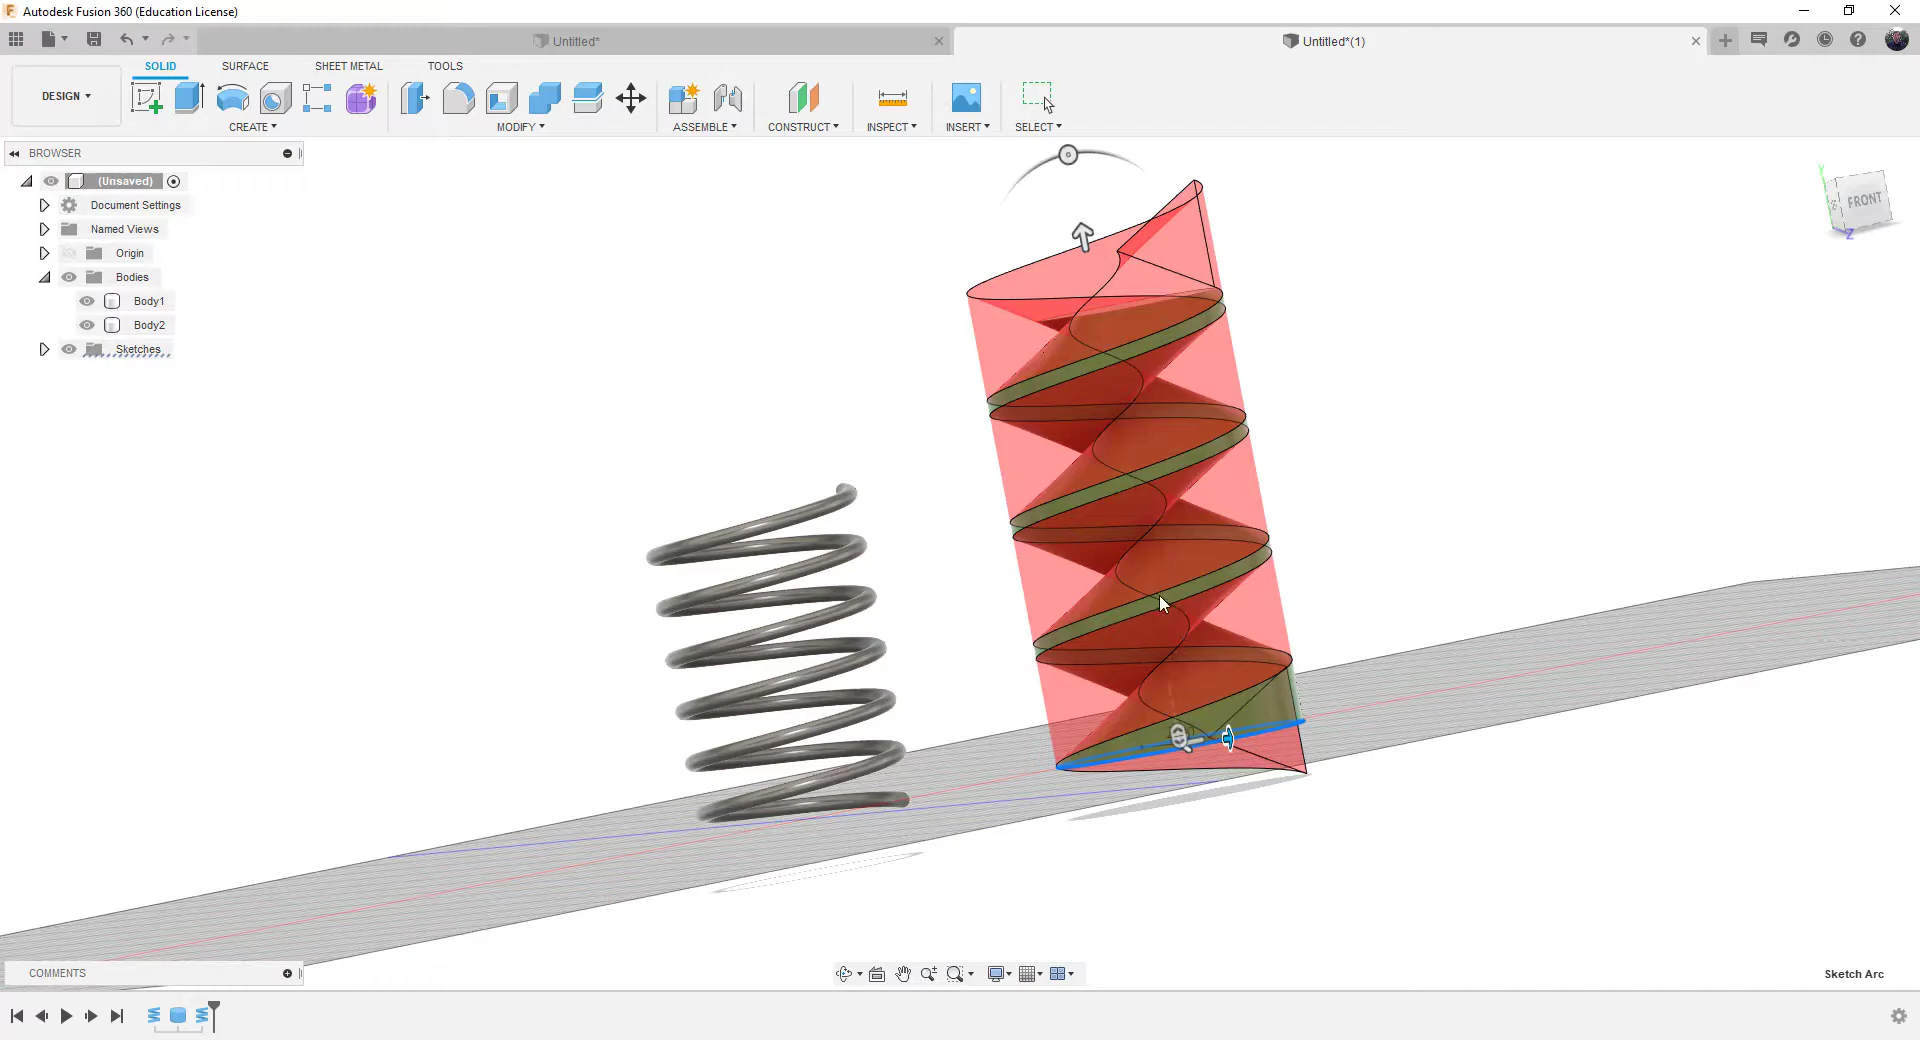 Autodesk Fusion 360 (Education License)
Untitled*
Untitled*(1)
SOLID SURFACE SHEET METAL TOOLS
DESIGN
CREATE MODIFY ASSEMBLE CONSTRUCT INSPECT INSERT SELECT
BROWSER
(Unsaved)
Document Settings
Named Views
Origin
Bodies
Body1
Body2
Sketches
Y
FRONT
Z
COMMENTS
Sketch Arc